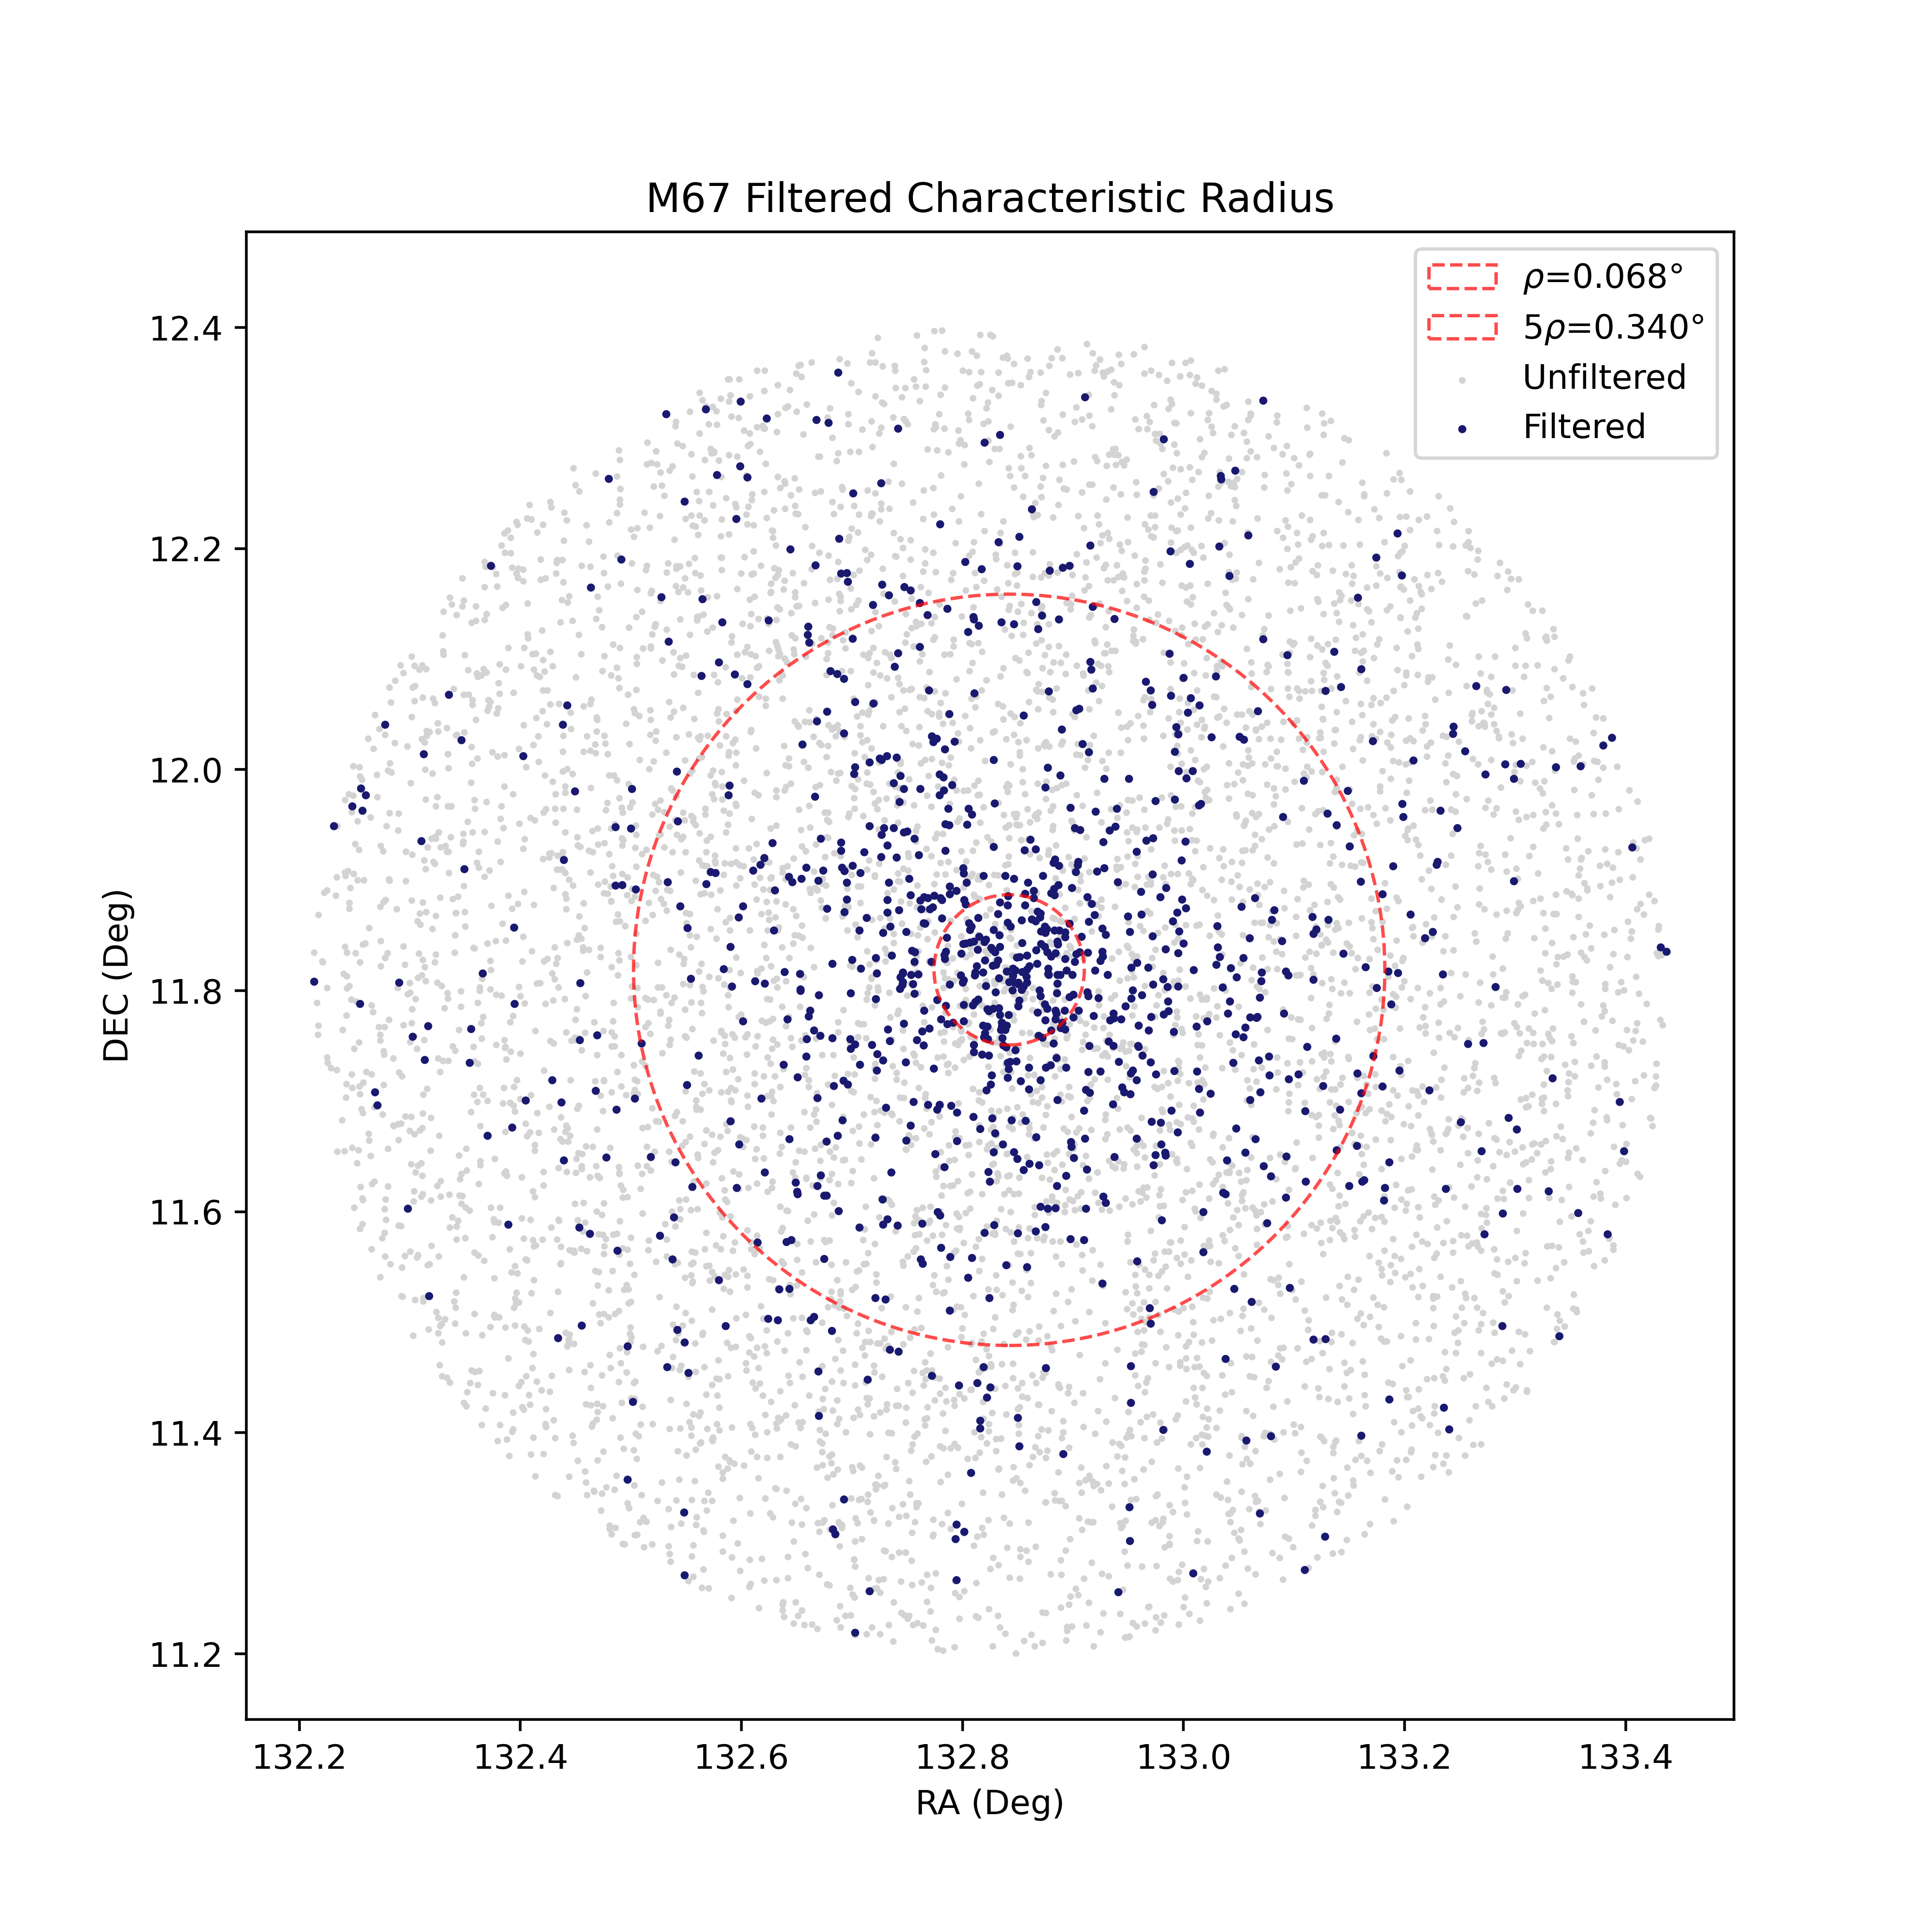 M67 Filtered Characteristic Radius
ρ=0.068°
5ρ=0.340°
Unfiltered
Filtered
12.4
12.2
12.0
11.8
11.6
11.4
11.2
DEC (Deg)
132.2 132.4 132.6 132.8 133.0 133.2 133.4
RA (Deg)